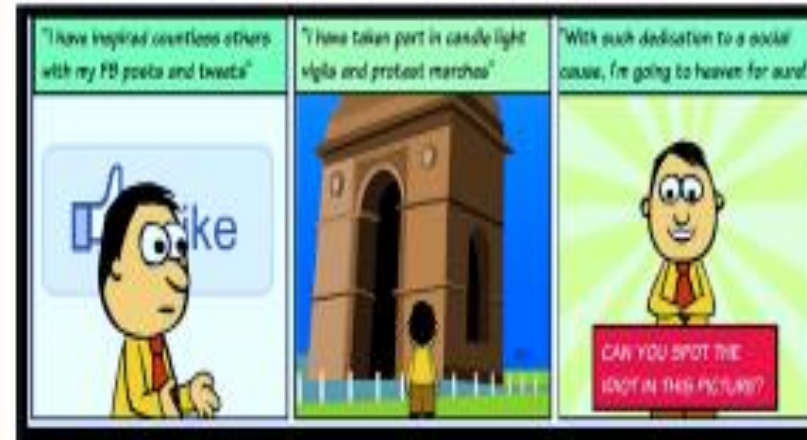 "I have inspired countless others
with my FB posts and tweets"
"I have taken part in candle light
vigils and protest marches"
"With such dedication to a social
cause, I'm going to heaven for sure!
ike
CAN YOU SPOT THE
IDIOT IN THIS PICTURE?